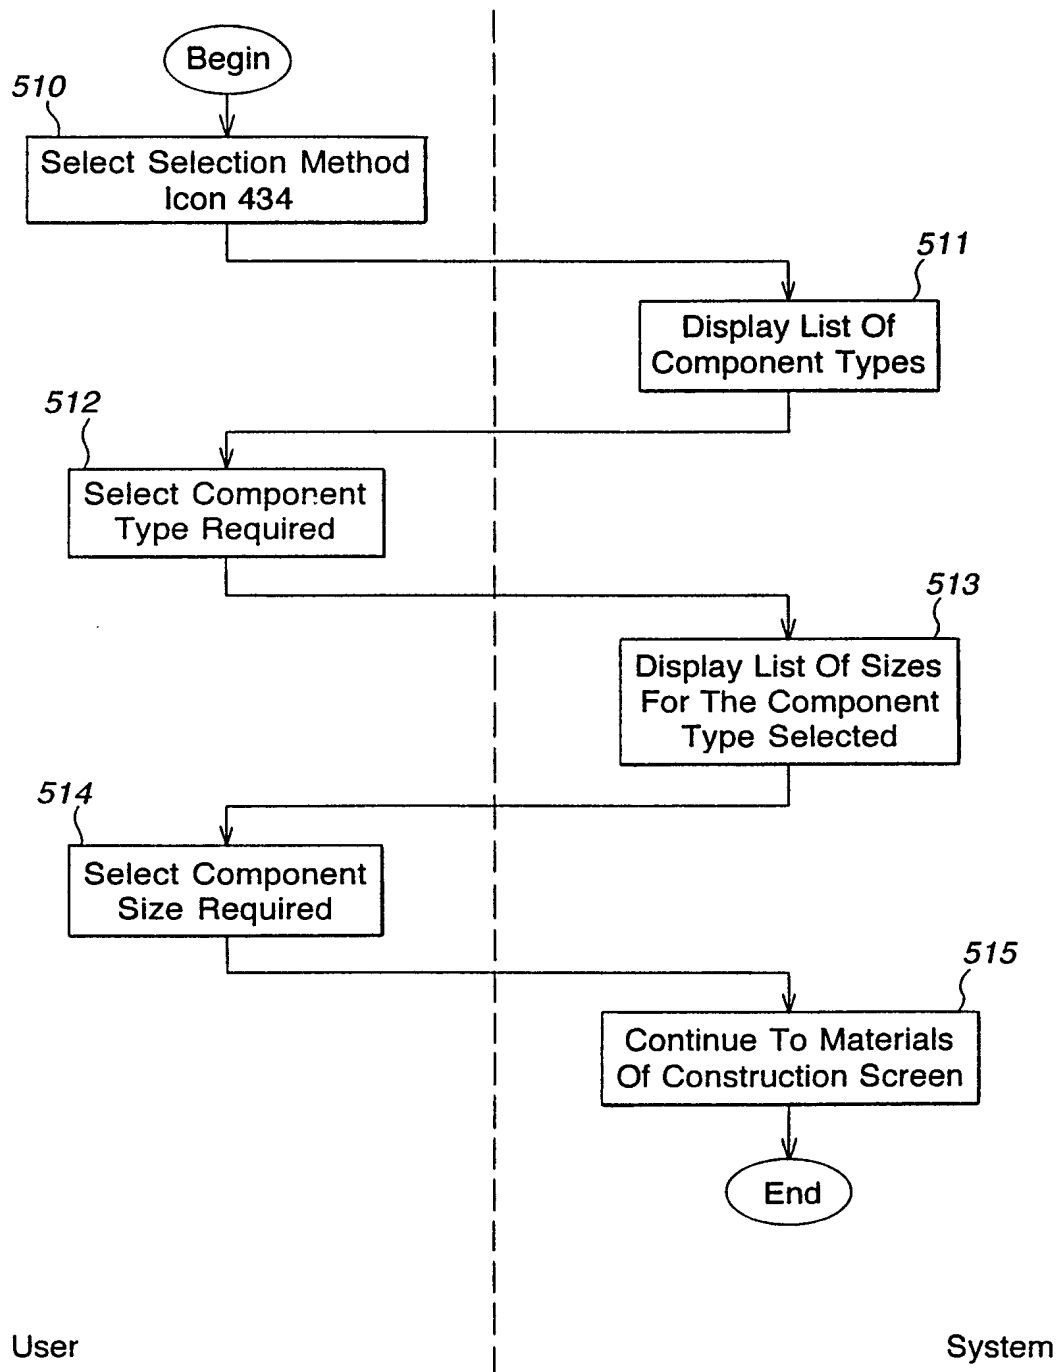 Begin
510
Select Selection Method
Icon 434
511
Display List Of
Component Types
512
Select Component
Type Required
513
Display List Of Sizes
For The Component
Type Selected
514
Select Component
Size Required
515
Continue To Materials
Of Construction Screen
End
User
System